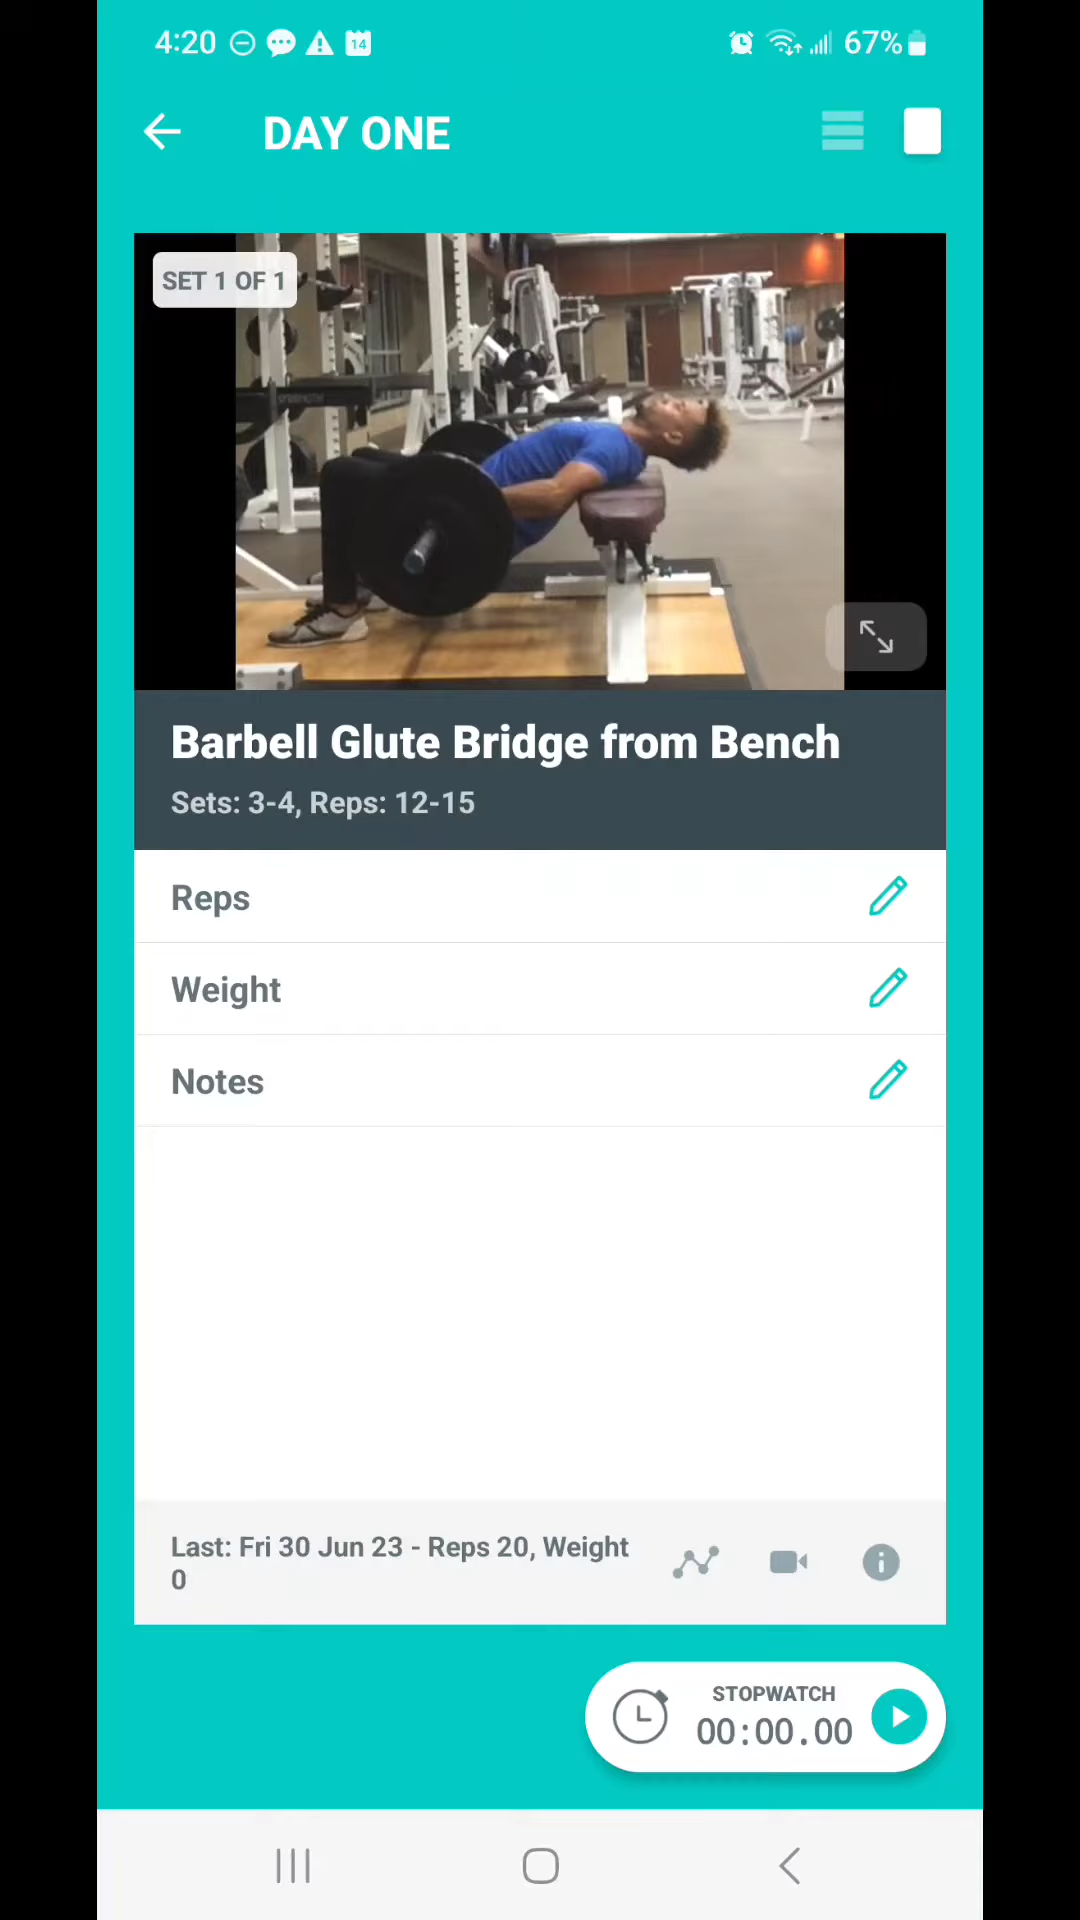 4:20
14
67%
DAY ONE
SET 1 OF 1
Barbell Glute Bridge from Bench
Sets: 3-4, Reps: 12-15
Reps
Weight
Notes
Last: Fri 30 Jun 23 - Reps 20, Weight
0
STOPWATCH
00:00.00